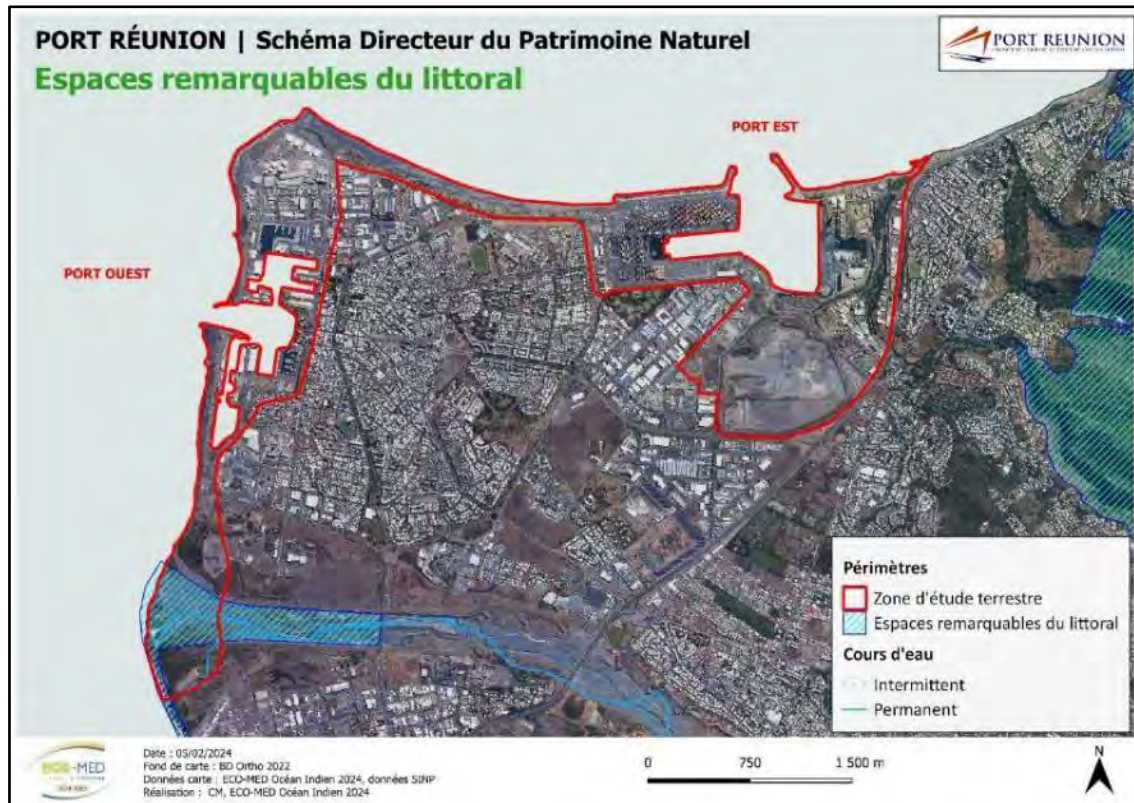 PORT RÉUNION | Schéma Directeur du Patrimoine Naturel
Espaces remarquables du littoral
PORT REUNION
PORT EST
PORT OUEST
Périmètres
Zone d'étude terrestre
Espaces remarquables du littoral
Cours d'eau
Intermittent
Permanent
ECO-MED
Date : 05/02/2024
Fond de carte : BD Ortho 2022
Données carte : ECO-MED Océan Indien 2024, données SINP
Réalisation : CM, ECO-MED Océan Indien 2024
0 750 1 500 m
N